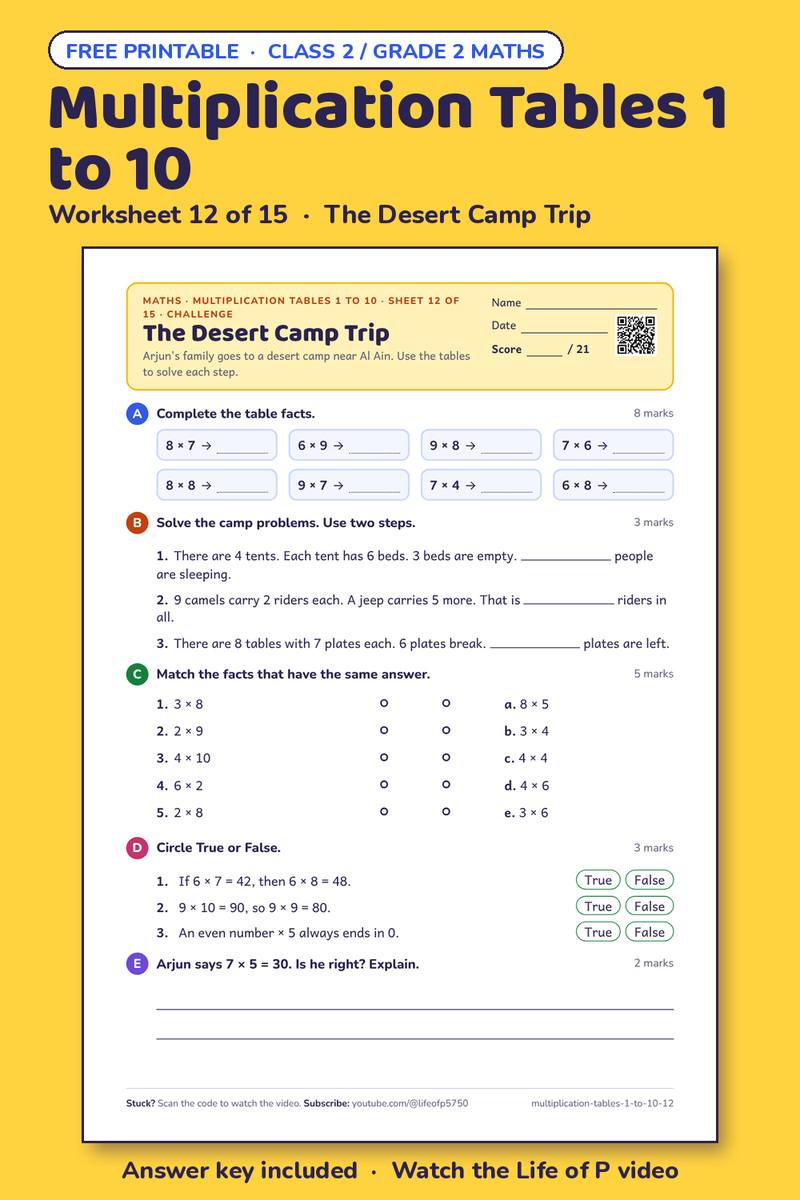 FREE PRINTABLE · CLASS 2 / GRADE 2 MATHS
Multiplication Tables 1
to 10
Worksheet 12 of 15 · The Desert Camp Trip
MATHS · MULTIPLICATION TABLES 1 TO 10 · SHEET 12 OF
15 · CHALLENGE
The Desert Camp Trip
Arjun's family goes to a desert camp near Al Ain. Use the tables
to solve each step.
Name
Date
Score / 21
A Complete the table facts. 8 marks
8 × 7 → 6 × 9 → 9 × 8 → 7 × 6 →
8 × 8 → 9 × 7 → 7 × 4 → 6 × 8 →
B Solve the camp problems. Use two steps. 3 marks
1. There are 4 tents. Each tent has 6 beds. 3 beds are empty. ____ people
are sleeping.
2. 9 camels carry 2 riders each. A jeep carries 5 more. That is ____ riders in
all.
3. There are 8 tables with 7 plates each. 6 plates break. ____ plates are left.
C Match the facts that have the same answer. 5 marks
1. 3 × 8 a. 8 × 5
2. 2 × 9 b. 3 × 4
3. 4 × 10 c. 4 × 4
4. 6 × 2 d. 4 × 6
5. 2 × 8 e. 3 × 6
D Circle True or False. 3 marks
1. If 6 × 7 = 42, then 6 × 8 = 48. True False
2. 9 × 10 = 90, so 9 × 9 = 80. True False
3. An even number × 5 always ends in 0. True False
E Arjun says 7 × 5 = 30. Is he right? Explain. 2 marks
Stuck? Scan the code to watch the video. Subscribe: youtube.com/@lifeofp5750 multiplication-tables-1-to-10-12
Answer key included · Watch the Life of P video